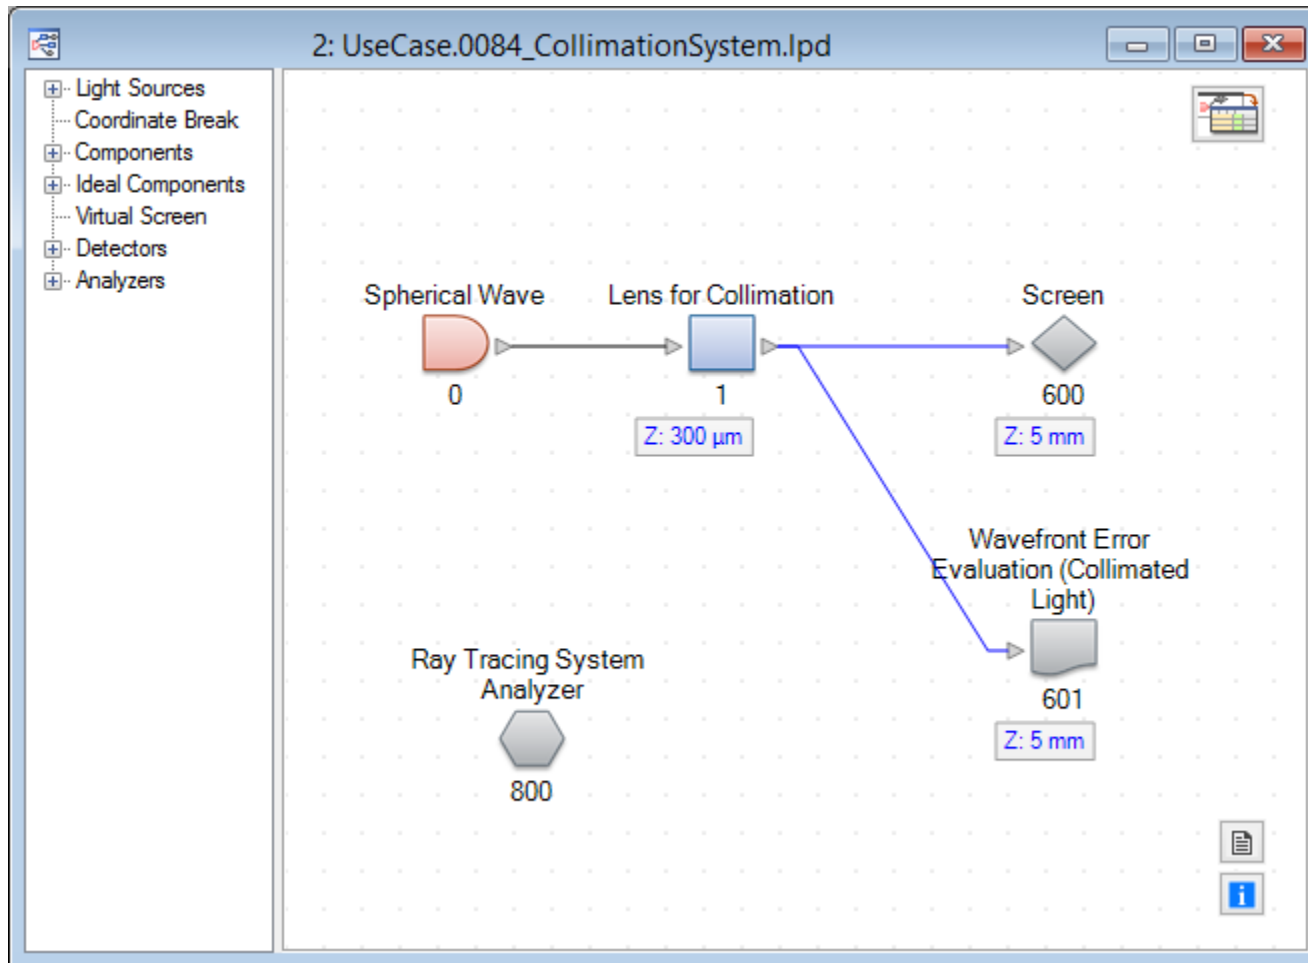 2: UseCase.0084_CollimationSystem.lpd
Light Sources
Coordinate Break
Components
Ideal Components
Virtual Screen
Detectors
Analyzers
Spherical Wave
0
Lens for Collimation
1
Z: 300 µm
Screen
600
Z: 5 mm
Wavefront Error
Evaluation (Collimated
Light)
601
Z: 5 mm
Ray Tracing System
Analyzer
800